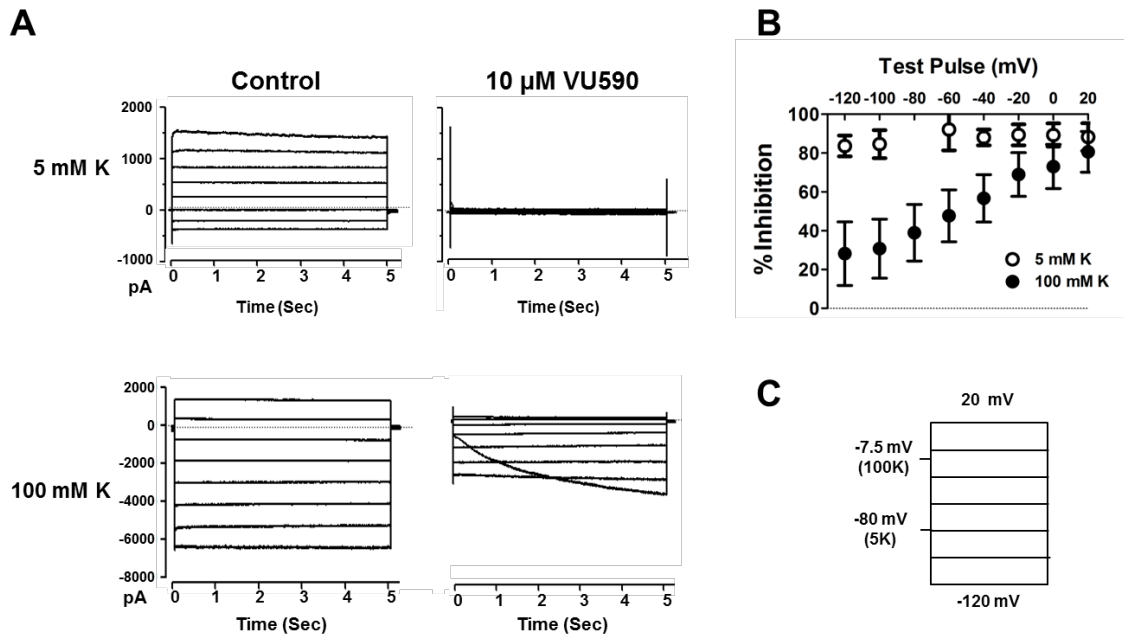 A
Control
10 µM VU590
5 mM K
2000
1000
0
-1000
pA
0 1 2 3 4 5
Time (Sec)
0 1 2 3 4 5
Time (Sec)
100 mM K
2000
0
-2000
-4000
-6000
-8000
pA
0 1 2 3 4 5
Time (Sec)
0 1 2 3 4 5
Time (Sec)
B
Test Pulse (mV)
-120 -100 -80 -60 -40 -20 0 20
% Inhibition
100
80
60
40
20
0
5 mM K
100 mM K
C
20 mV
-7.5 mV
(100K)
-80 mV
(5K)
-120 mV